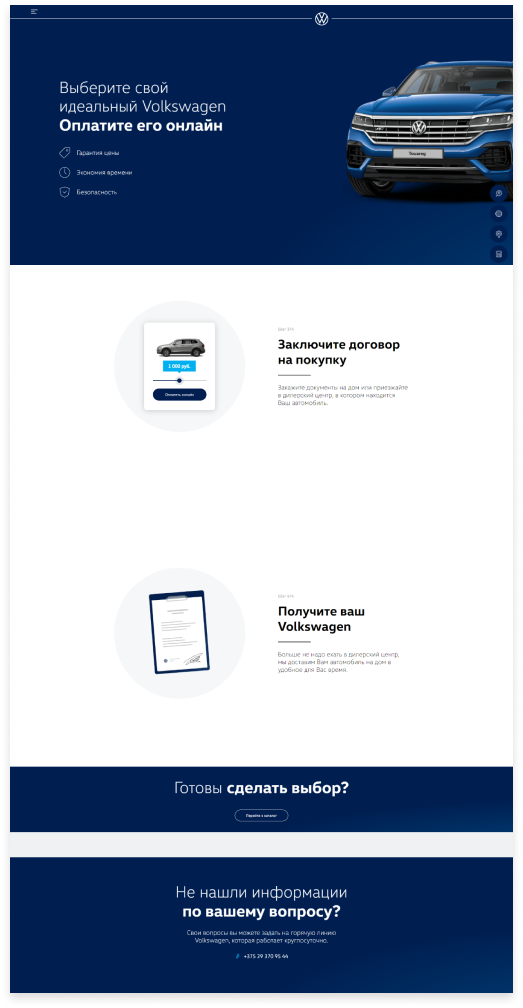 Выберите свой
идеальный Volkswagen
Оплатите его онлайн
Гарантия цены
Экономия времени
Безопасность
Touareg
1 000 руб.
Оплатить онлайн
Шаг 3/4
Заключите договор
на покупку
Закажите документы на дом или приезжайте
в дилерский центр, в котором находится
Ваш автомобиль.
Шаг 4/4
Получите ваш
Volkswagen
Больше не надо ехать в дилерский центр,
мы доставим Вам автомобиль на дом в
удобное для Вас время.
Готовы сделать выбор?
Перейти в каталог
Не нашли информации
по вашему вопросу?
Свои вопросы вы можете задать на горячую линию
Volkswagen, которая работает круглосуточно.
+375 29 370 95 44